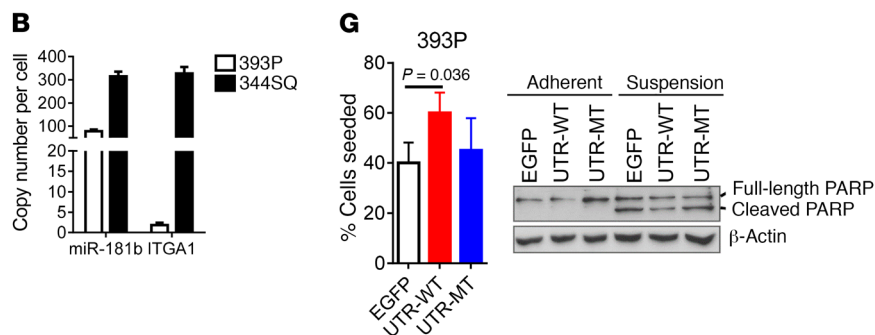 B
Copy number per cell
400
300
200
100
20
15
10
5
0
miR-181b ITGA1
393P
344SQ
G
393P
% Cells seeded
80
60
40
20
0
P = 0.036
EGFP
UTR-WT
UTR-MT
Adherent Suspension
EGFP
UTR-WT
UTR-MT
EGFP
UTR-WT
UTR-MT
Full-length PARP
Cleaved PARP
β-Actin